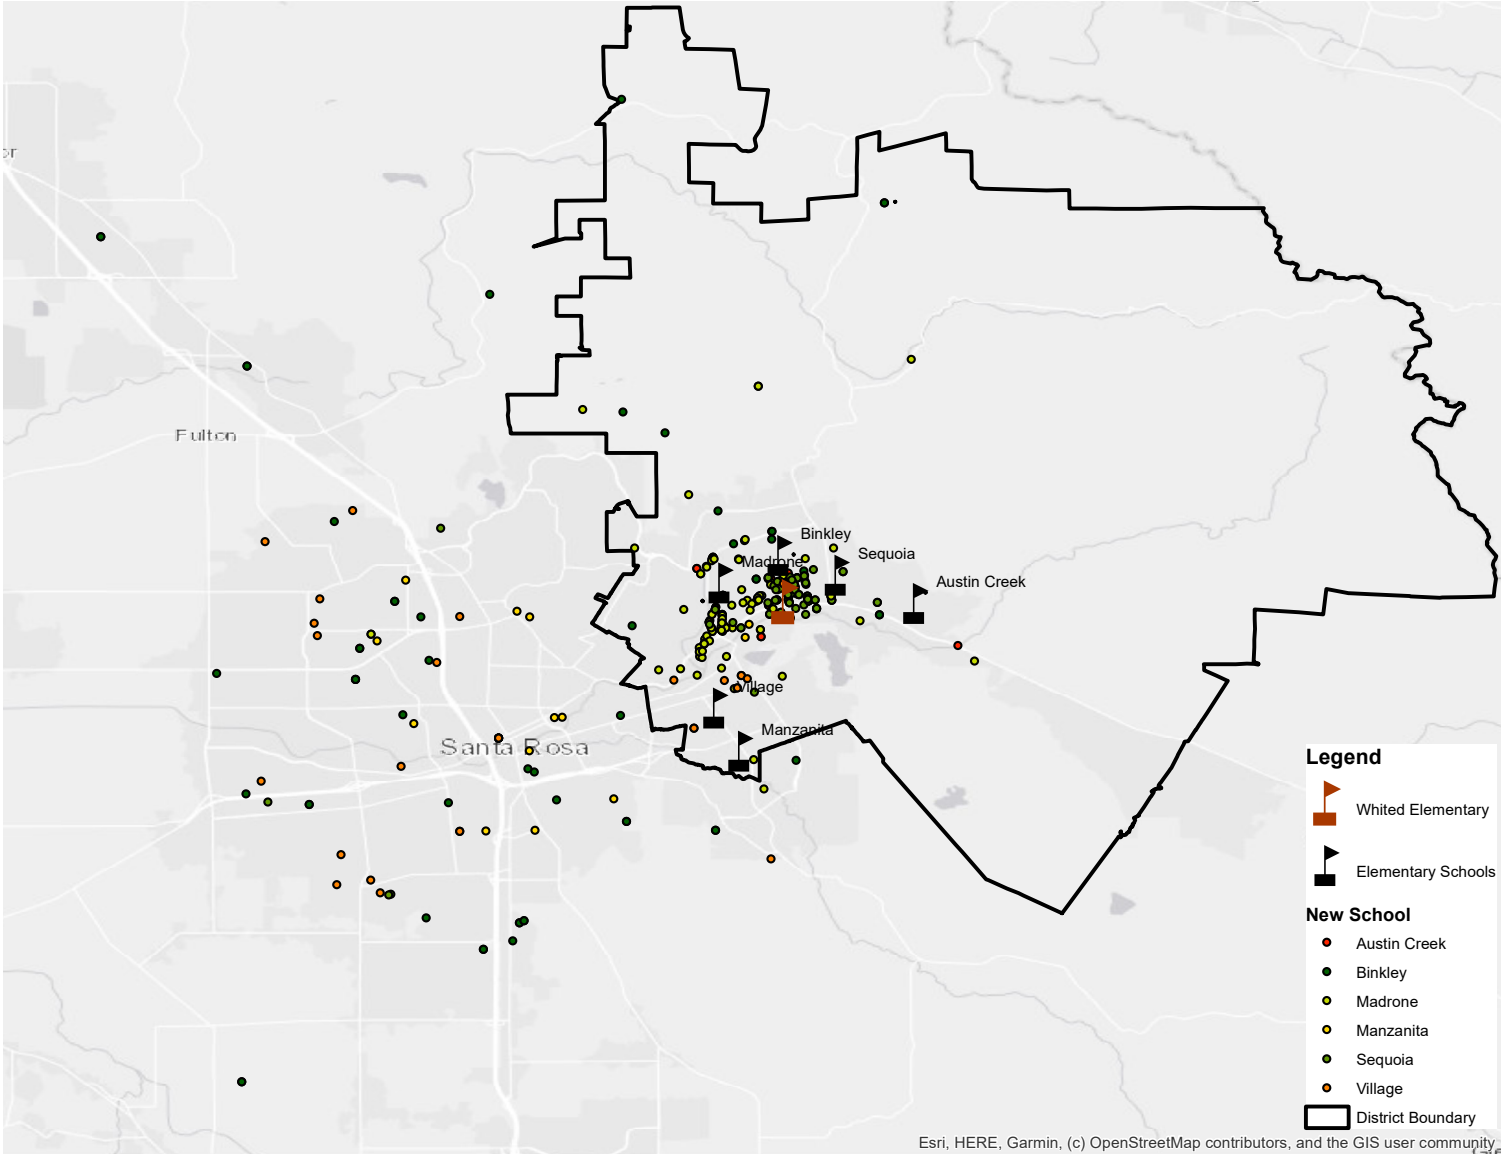 or
Fulton
Binkley
Sequoia
Madrone
Austin Creek
Village
Manzanita
Santa Rosa
Legend
Whited Elementary
Elementary Schools
New School
Austin Creek
Binkley
Madrone
Manzanita
Sequoia
Village
District Boundary
Esri, HERE, Garmin, (c) OpenStreetMap contributors, and the GIS user community